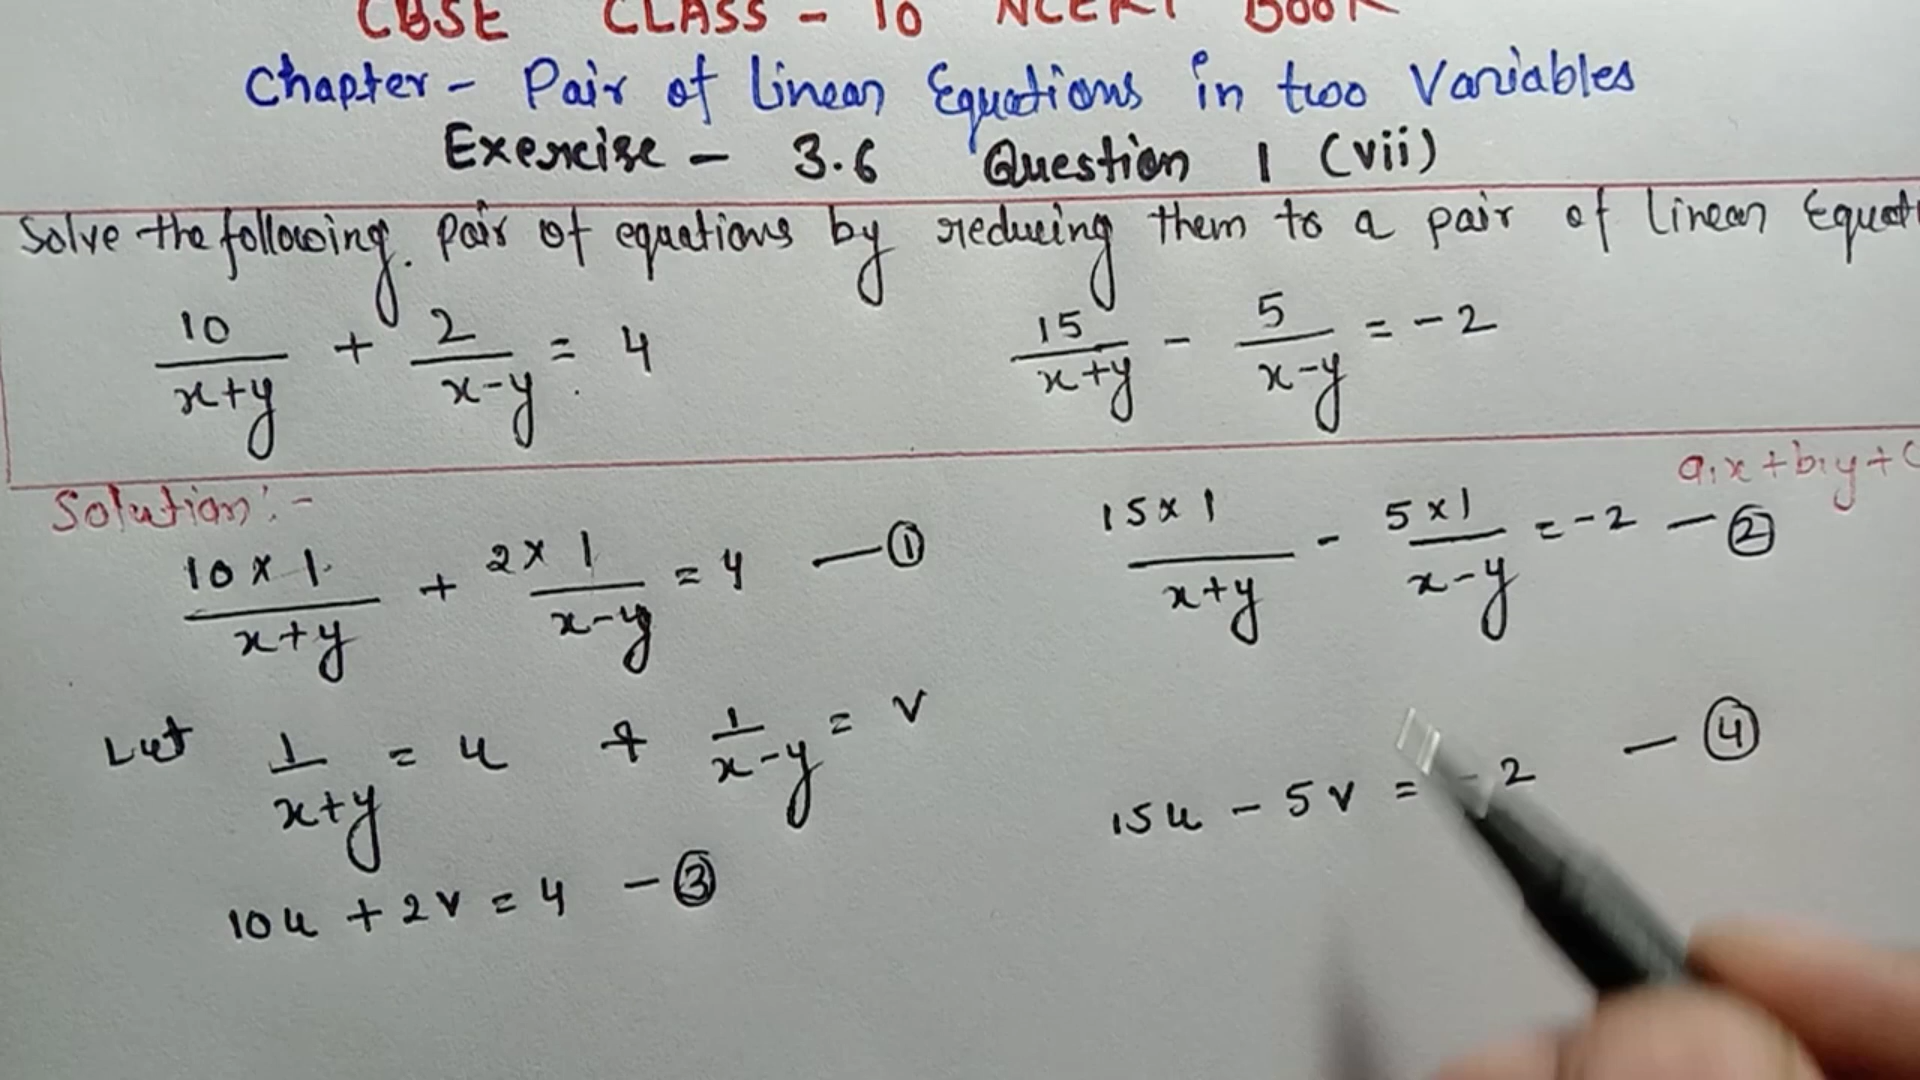 CBSE CLASS - 10 NCERT BOOK
Chapter - Pair of Linear Equations in two Variables
Exercise - 3.6 Question 1 (vii)
Solve the following pair of equations by reducing them to a pair of linear Equati
10/(x+y) + 2/(x-y) = 4 15/(x+y) - 5/(x-y) = -2
a₁x+b₁y+c
Solution:-
(10×1)/(x+y) + (2×1)/(x-y) = 4 — ① (15×1)/(x+y) - (5×1)/(x-y) = -2 — ②
Let 1/(x+y) = u & 1/(x-y) = v
15u - 5v = -2 — ④
10u + 2v = 4 — ③